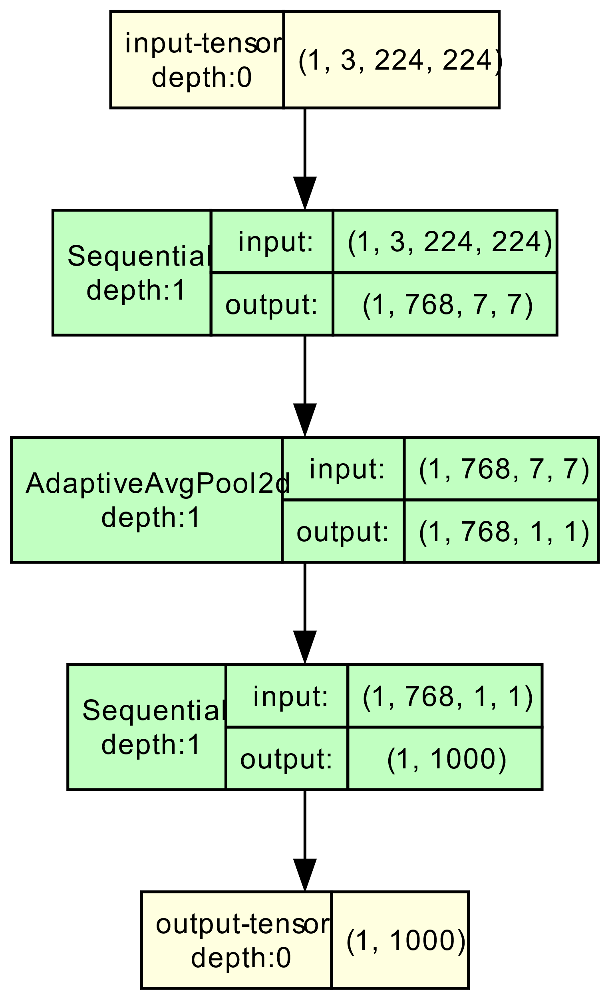 input-tensor
depth:0
(1, 3, 224, 224)
Sequential
depth:1
input:
(1, 3, 224, 224)
output:
(1, 768, 7, 7)
AdaptiveAvgPool2d
depth:1
input:
(1, 768, 7, 7)
output:
(1, 768, 1, 1)
Sequential
depth:1
input:
(1, 768, 1, 1)
output:
(1, 1000)
output-tensor
depth:0
(1, 1000)